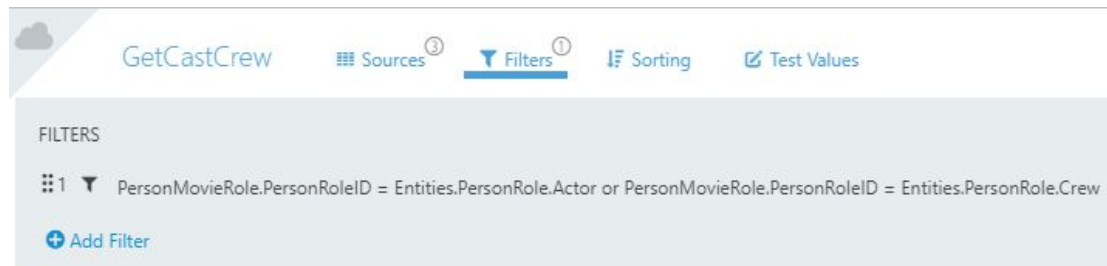 GetCastCrew Sources 3 Filters 1 Sorting Test Values
FILTERS
1 PersonMovieRole.PersonRoleID = Entities.PersonRole.Actor or PersonMovieRole.PersonRoleID = Entities.PersonRole.Crew
Add Filter